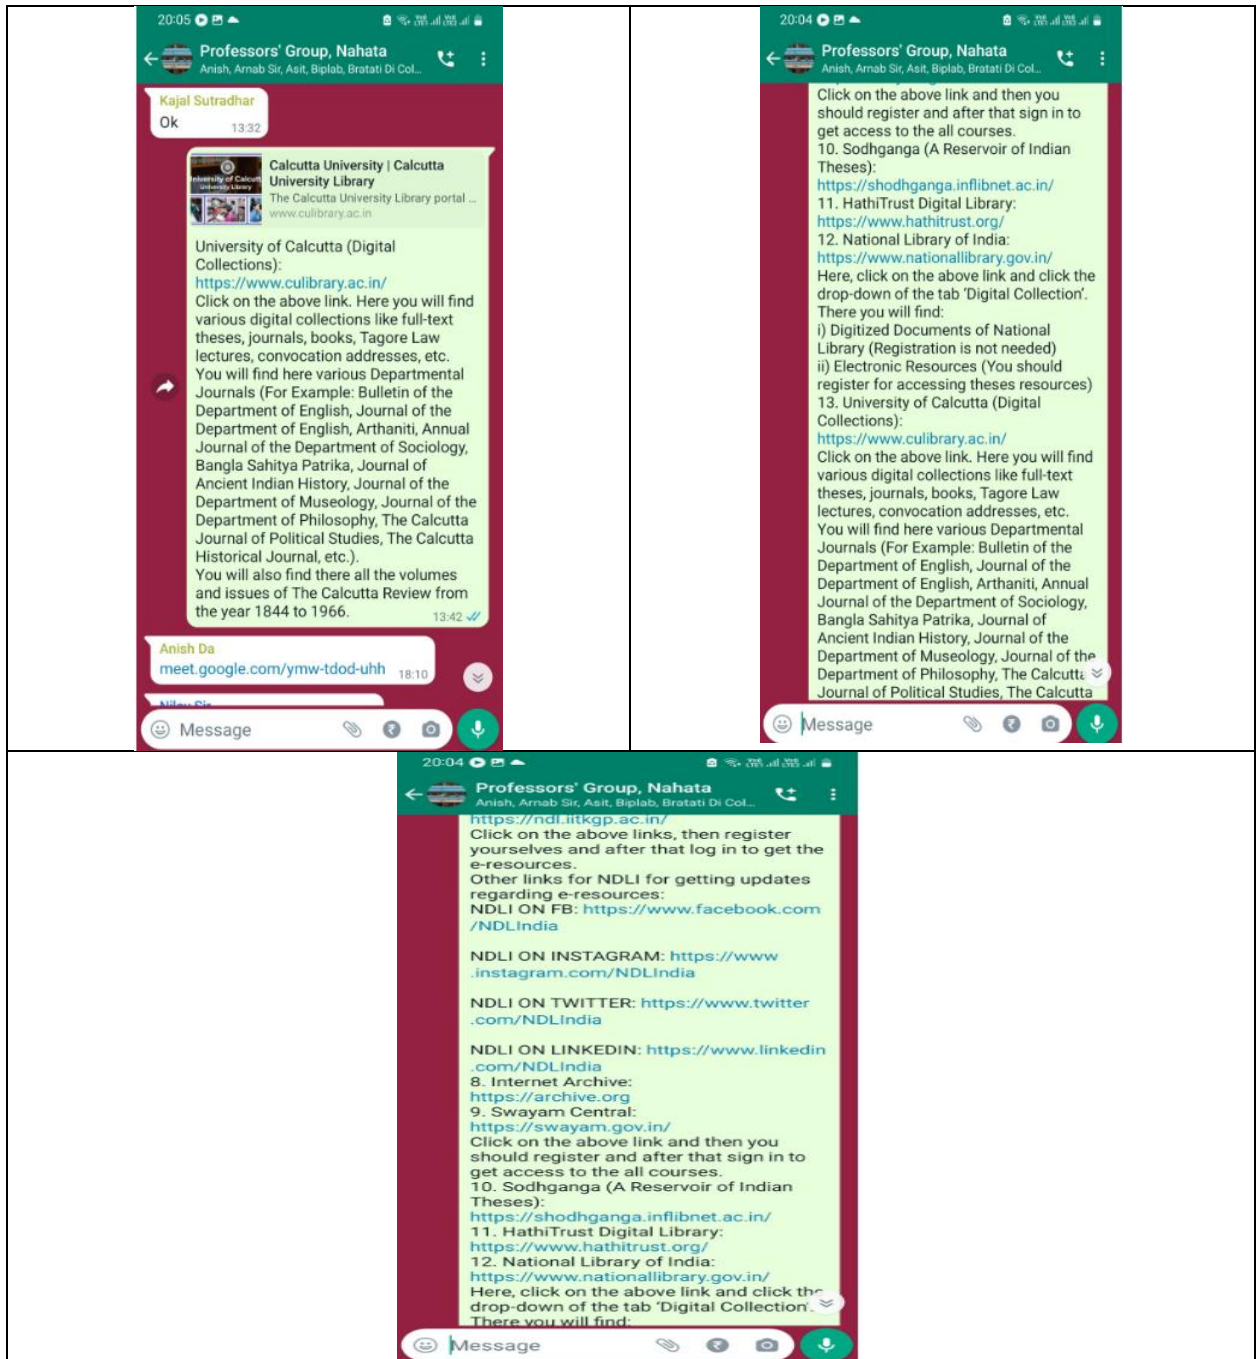 20:05
Professors' Group, Nahata
Anish, Arnab Sir, Asit, Biplab, Bratati Di Col...
Kajal Sutradhar
Ok
13:32
Calcutta University | Calcutta
University Library
The Calcutta University Library portal ...
www.culibrary.ac.in
University of Calcutta (Digital
Collections):
https://www.culibrary.ac.in/
Click on the above link. Here you will find
various digital collections like full-text
theses, journals, books, Tagore Law
lectures, convocation addresses, etc.
You will find here various Departmental
Journals (For Example: Bulletin of the
Department of English, Journal of the
Department of English, Arthaniti, Annual
Journal of the Department of Sociology,
Bangla Sahitya Patrika, Journal of
Ancient Indian History, Journal of the
Department of Museology, Journal of the
Department of Philosophy, The Calcutta
Journal of Political Studies, The Calcutta
Historical Journal, etc.).
You will also find there all the volumes
and issues of The Calcutta Review from
the year 1844 to 1966.
13:42
Anish Da
meet.google.com/ymw-tdod-uhh 18:10
Message
20:04
Professors' Group, Nahata
Anish, Arnab Sir, Asit, Biplab, Bratati Di Col...
Click on the above link and then you
should register and after that sign in to
get access to the all courses.
10. Sodhganga (A Reservoir of Indian
Theses):
https://shodhganga.inflibnet.ac.in/
11. HathiTrust Digital Library:
https://www.hathitrust.org/
12. National Library of India:
https://www.nationallibrary.gov.in/
Here, click on the above link and click the
drop-down of the tab ‘Digital Collection’.
There you will find:
i) Digitized Documents of National
Library (Registration is not needed)
ii) Electronic Resources (You should
register for accessing theses resources)
13. University of Calcutta (Digital
Collections):
https://www.culibrary.ac.in/
Click on the above link. Here you will find
various digital collections like full-text
theses, journals, books, Tagore Law
lectures, convocation addresses, etc.
You will find here various Departmental
Journals (For Example: Bulletin of the
Department of English, Journal of the
Department of English, Arthaniti, Annual
Journal of the Department of Sociology,
Bangla Sahitya Patrika, Journal of
Ancient Indian History, Journal of the
Department of Museology, Journal of the
Department of Philosophy, The Calcutta
Journal of Political Studies, The Calcutta
Message
20:04
Professors' Group, Nahata
Anish, Arnab Sir, Asit, Biplab, Bratati Di Col...
https://ndl.iitkgp.ac.in/
Click on the above links, then register
yourselves and after that log in to get the
e-resources.
Other links for NDLI for getting updates
regarding e-resources:
NDLI ON FB: https://www.facebook.com
/NDLIndia
NDLI ON INSTAGRAM: https://www
.instagram.com/NDLIndia
NDLI ON TWITTER: https://www.twitter
.com/NDLIndia
NDLI ON LINKEDIN: https://www.linkedin
.com/NDLIndia
8. Internet Archive:
https://archive.org
9. Swayam Central:
https://swayam.gov.in/
Click on the above link and then you
should register and after that sign in to
get access to the all courses.
10. Sodhganga (A Reservoir of Indian
Theses):
https://shodhganga.inflibnet.ac.in/
11. HathiTrust Digital Library:
https://www.hathitrust.org/
12. National Library of India:
https://www.nationallibrary.gov.in/
Here, click on the above link and click the
drop-down of the tab ‘Digital Collection’.
There you will find:
Message